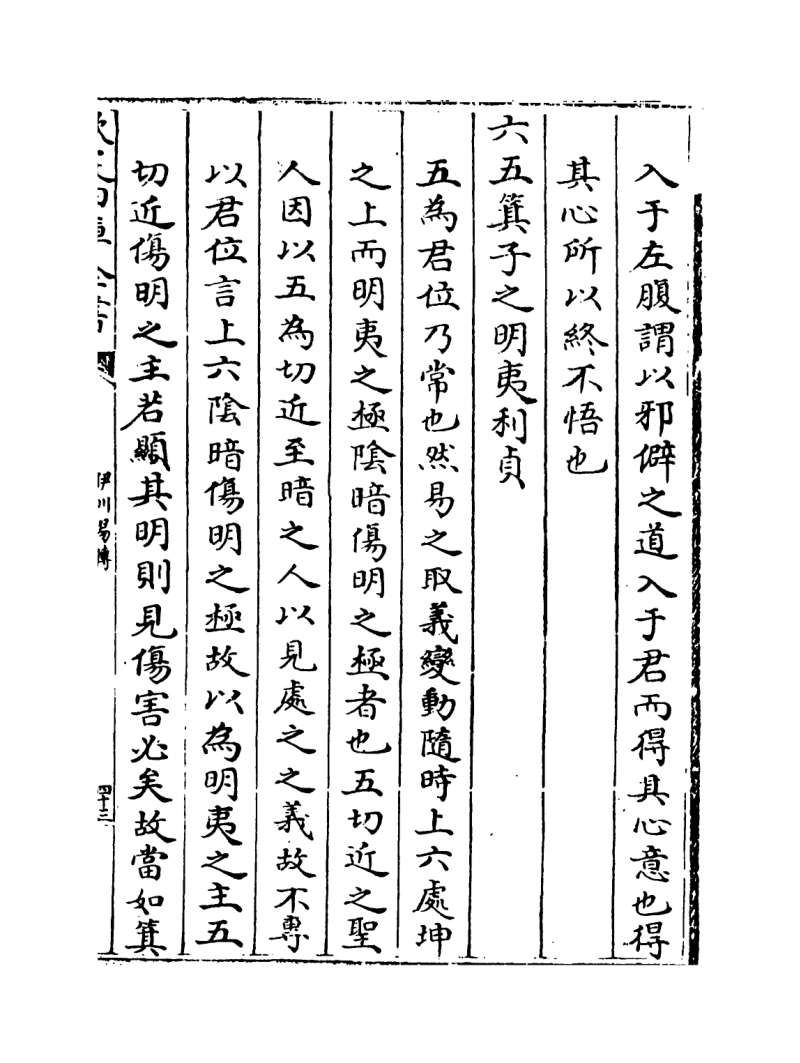 入于左腹謂以邪僻之道入于君而得其心意也得
其心所以終不悟也
六五箕子之明夷利貞
五為君位乃常也然易之取義變動隨時上六處坤
之上而明夷之極陰暗傷明之極者也五切近之聖
人因以五為切近至暗之人以見處之之義故不專
以君位言上六陰暗傷明之極故以為明夷之主五
切近傷明之主若顯其明則見傷害必矣故當如箕
伊川易傳
四十三